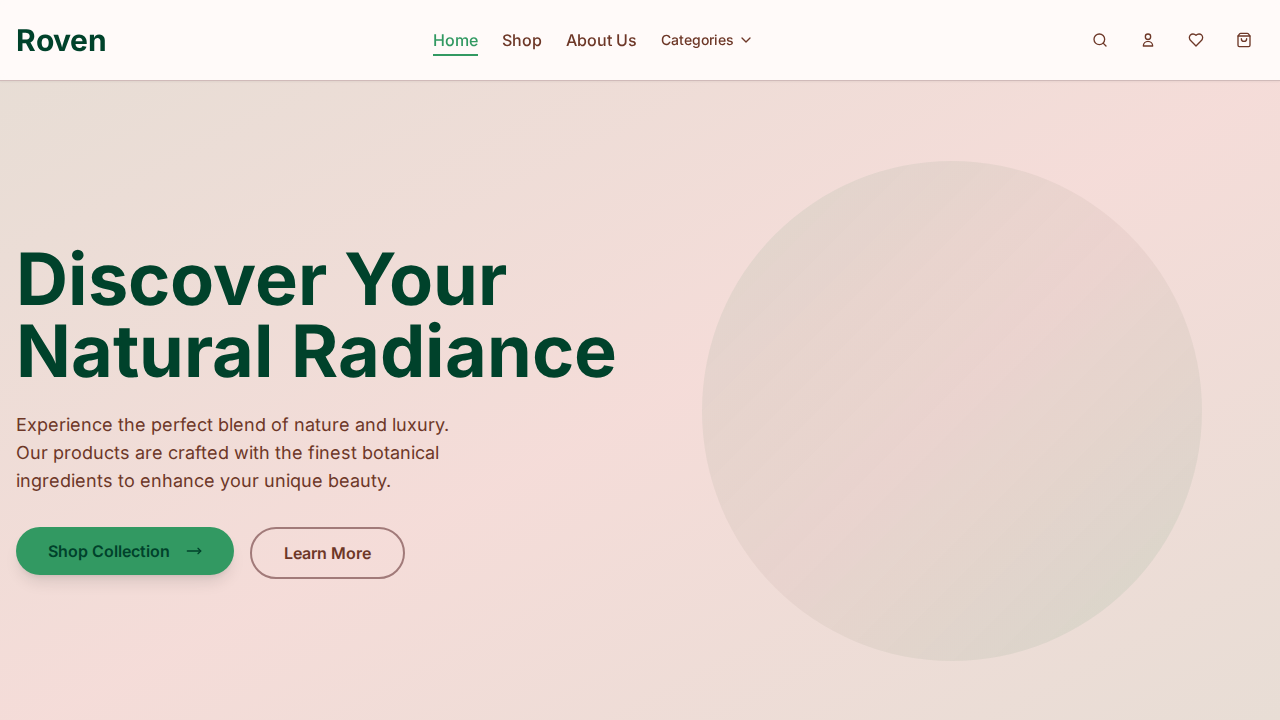 Roven
Home
Shop
About Us
Categories
Discover Your
Natural Radiance
Experience the perfect blend of nature and luxury.
Our products are crafted with the finest botanical
ingredients to enhance your unique beauty.
Shop Collection →
Learn More